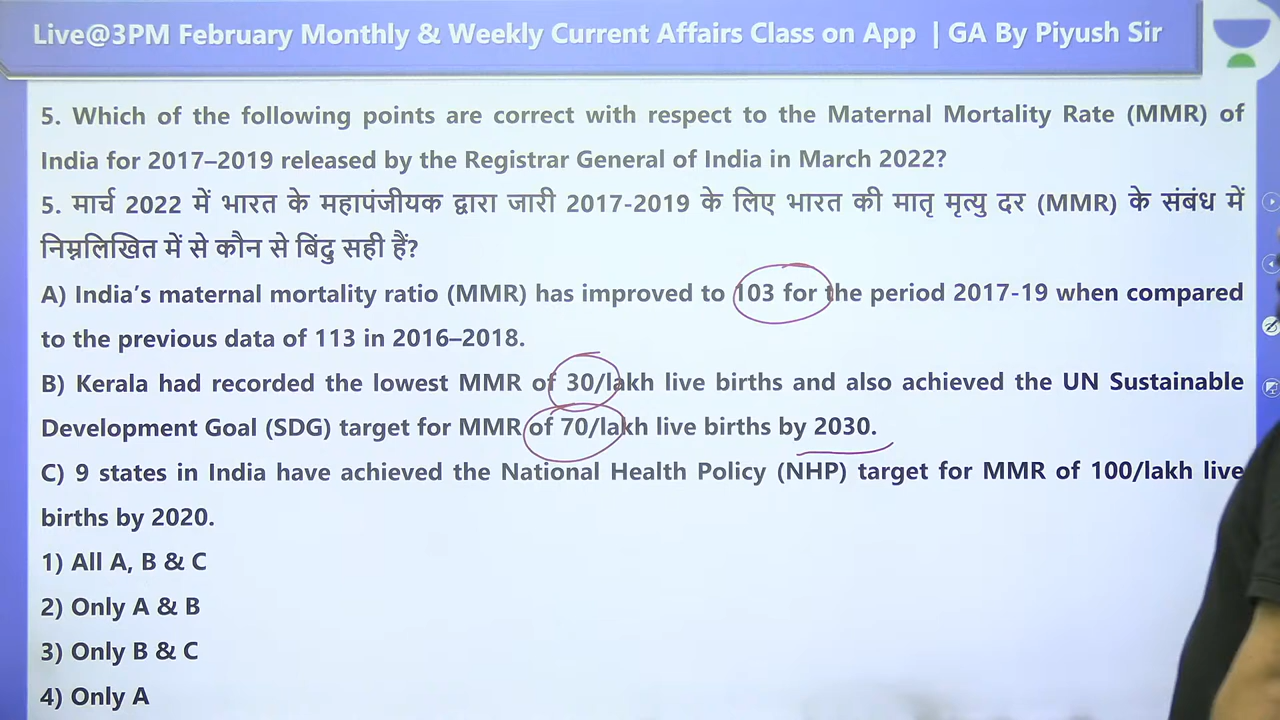 Live@3PM February Monthly & Weekly Current Affairs Class on App | GA By Piyush Sir
5. Which of the following points are correct with respect to the Maternal Mortality Rate (MMR) of
India for 2017–2019 released by the Registrar General of India in March 2022?
5. मार्च 2022 में भारत के महापंजीयक द्वारा जारी 2017-2019 के लिए भारत की मातृ मृत्यु दर (MMR) के संबंध में
निम्नलिखित में से कौन से बिंदु सही हैं?
A) India’s maternal mortality ratio (MMR) has improved to 103 for the period 2017-19 when compared
to the previous data of 113 in 2016–2018.
B) Kerala had recorded the lowest MMR of 30/lakh live births and also achieved the UN Sustainable
Development Goal (SDG) target for MMR of 70/lakh live births by 2030.
C) 9 states in India have achieved the National Health Policy (NHP) target for MMR of 100/lakh live
births by 2020.
1) All A, B & C
2) Only A & B
3) Only B & C
4) Only A